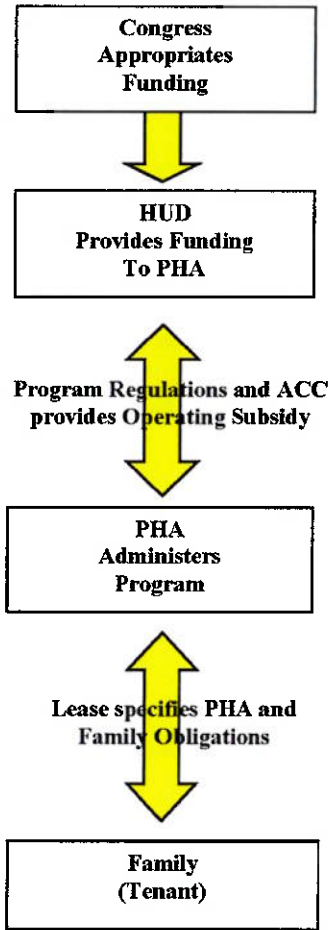 Congress
Appropriates
Funding
HUD
Provides Funding
To PHA
Program Regulations and ACC
provides Operating Subsidy
PHA
Administers
Program
Lease specifies PHA and
Family Obligations
Family
(Tenant)